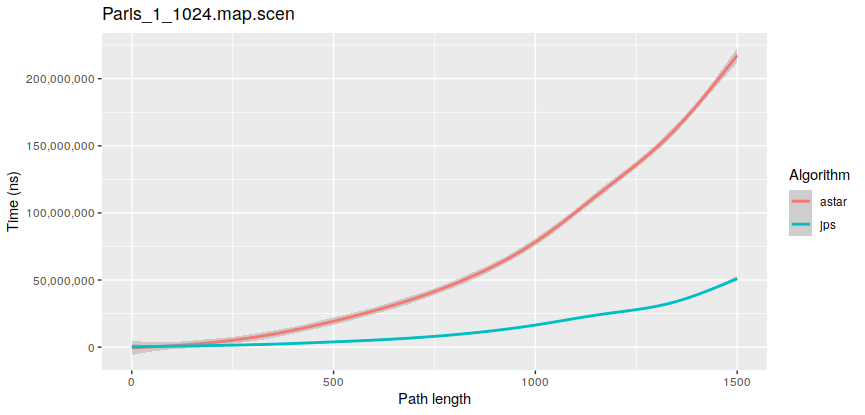 Paris_1_1024.map.scen
200,000,000
150,000,000
100,000,000
50,000,000
0
Time (ns)
0
500
1000
1500
Path length
Algorithm
astar
jps